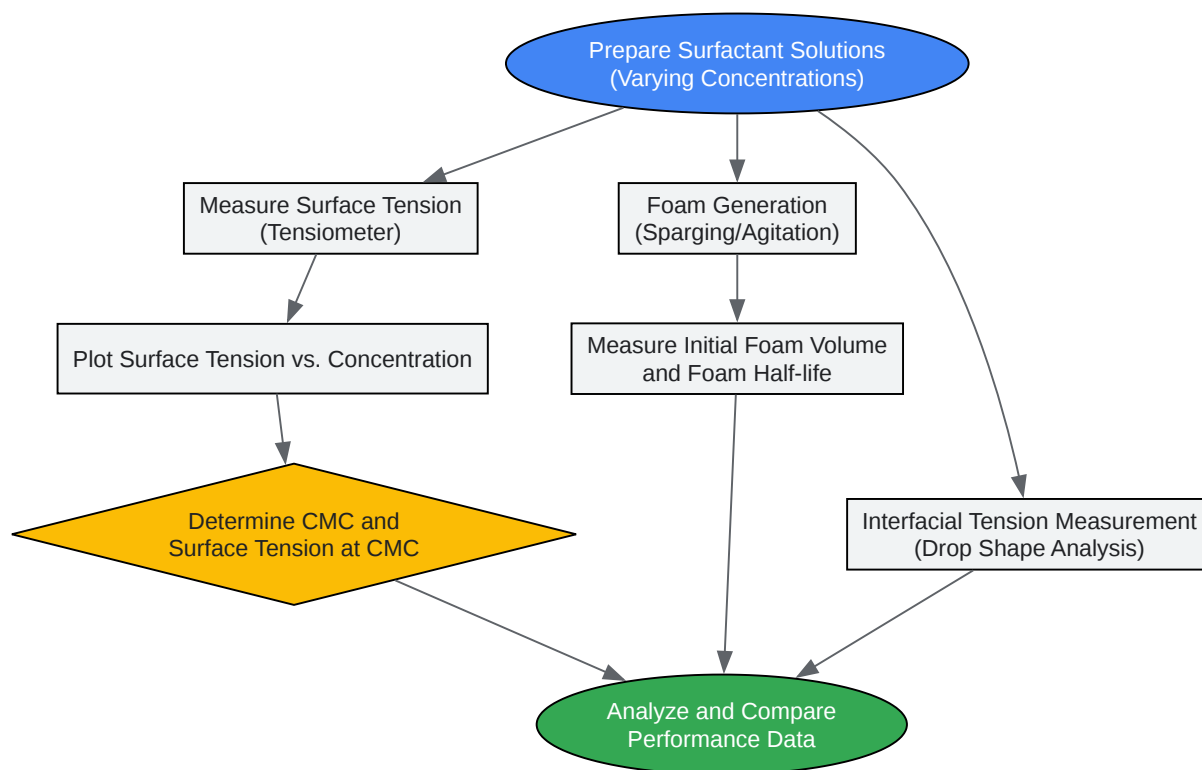 Prepare Surfactant Solutions
(Varying Concentrations)
Measure Surface Tension
(Tensiometer)
Foam Generation
(Sparging/Agitation)
Plot Surface Tension vs. Concentration
Measure Initial Foam Volume
and Foam Half-life
Determine CMC and
Surface Tension at CMC
Interfacial Tension Measurement
(Drop Shape Analysis)
Analyze and Compare
Performance Data